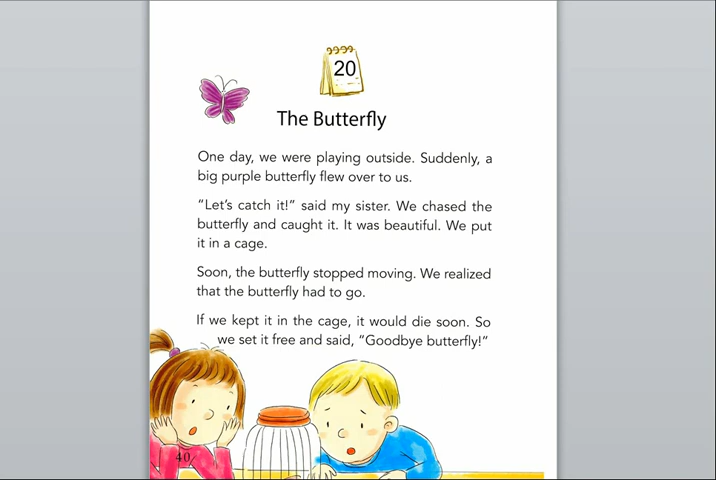 20
The Butterfly
One day, we were playing outside. Suddenly, a
big purple butterfly flew over to us.
“Let’s catch it!” said my sister. We chased the
butterfly and caught it. It was beautiful. We put
it in a cage.
Soon, the butterfly stopped moving. We realized
that the butterfly had to go.
If we kept it in the cage, it would die soon. So
we set it free and said, “Goodbye butterfly!”
40